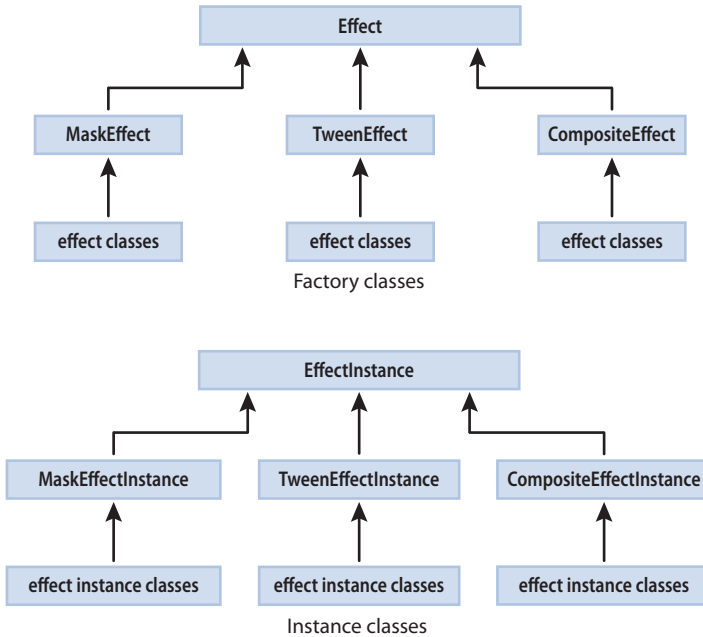 Effect
MaskEffect TweenEffect CompositeEffect
effect classes effect classes effect classes
Factory classes
EffectInstance
MaskEffectInstance TweenEffectInstance CompositeEffectInstance
effect instance classes effect instance classes effect instance classes
Instance classes